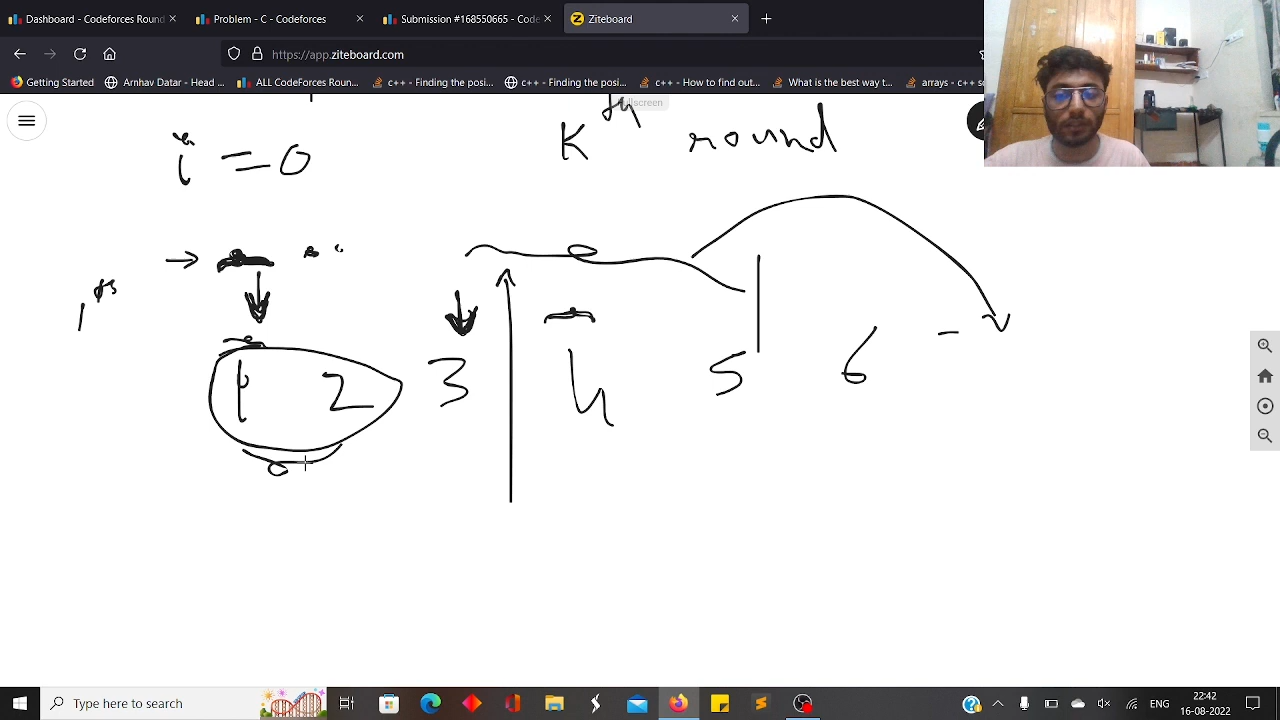 Dashboard - Codeforces Round
Problem - C - Codeforces
Submission #168550665 - Code
Ziteboard
https://app.ziteboard.com
Getting Started
Arnhav Datar - Head ...
ALL CodeForces Roun...
c++ - Finding the posi...
c++ - Finding the posi...
c++ - How to find out...
What is the best way t...
arrays - c++ s
K th round
i = 0
1
1 2 3 4 5 6 -
Type here to search
ENG
22:42
16-08-2022